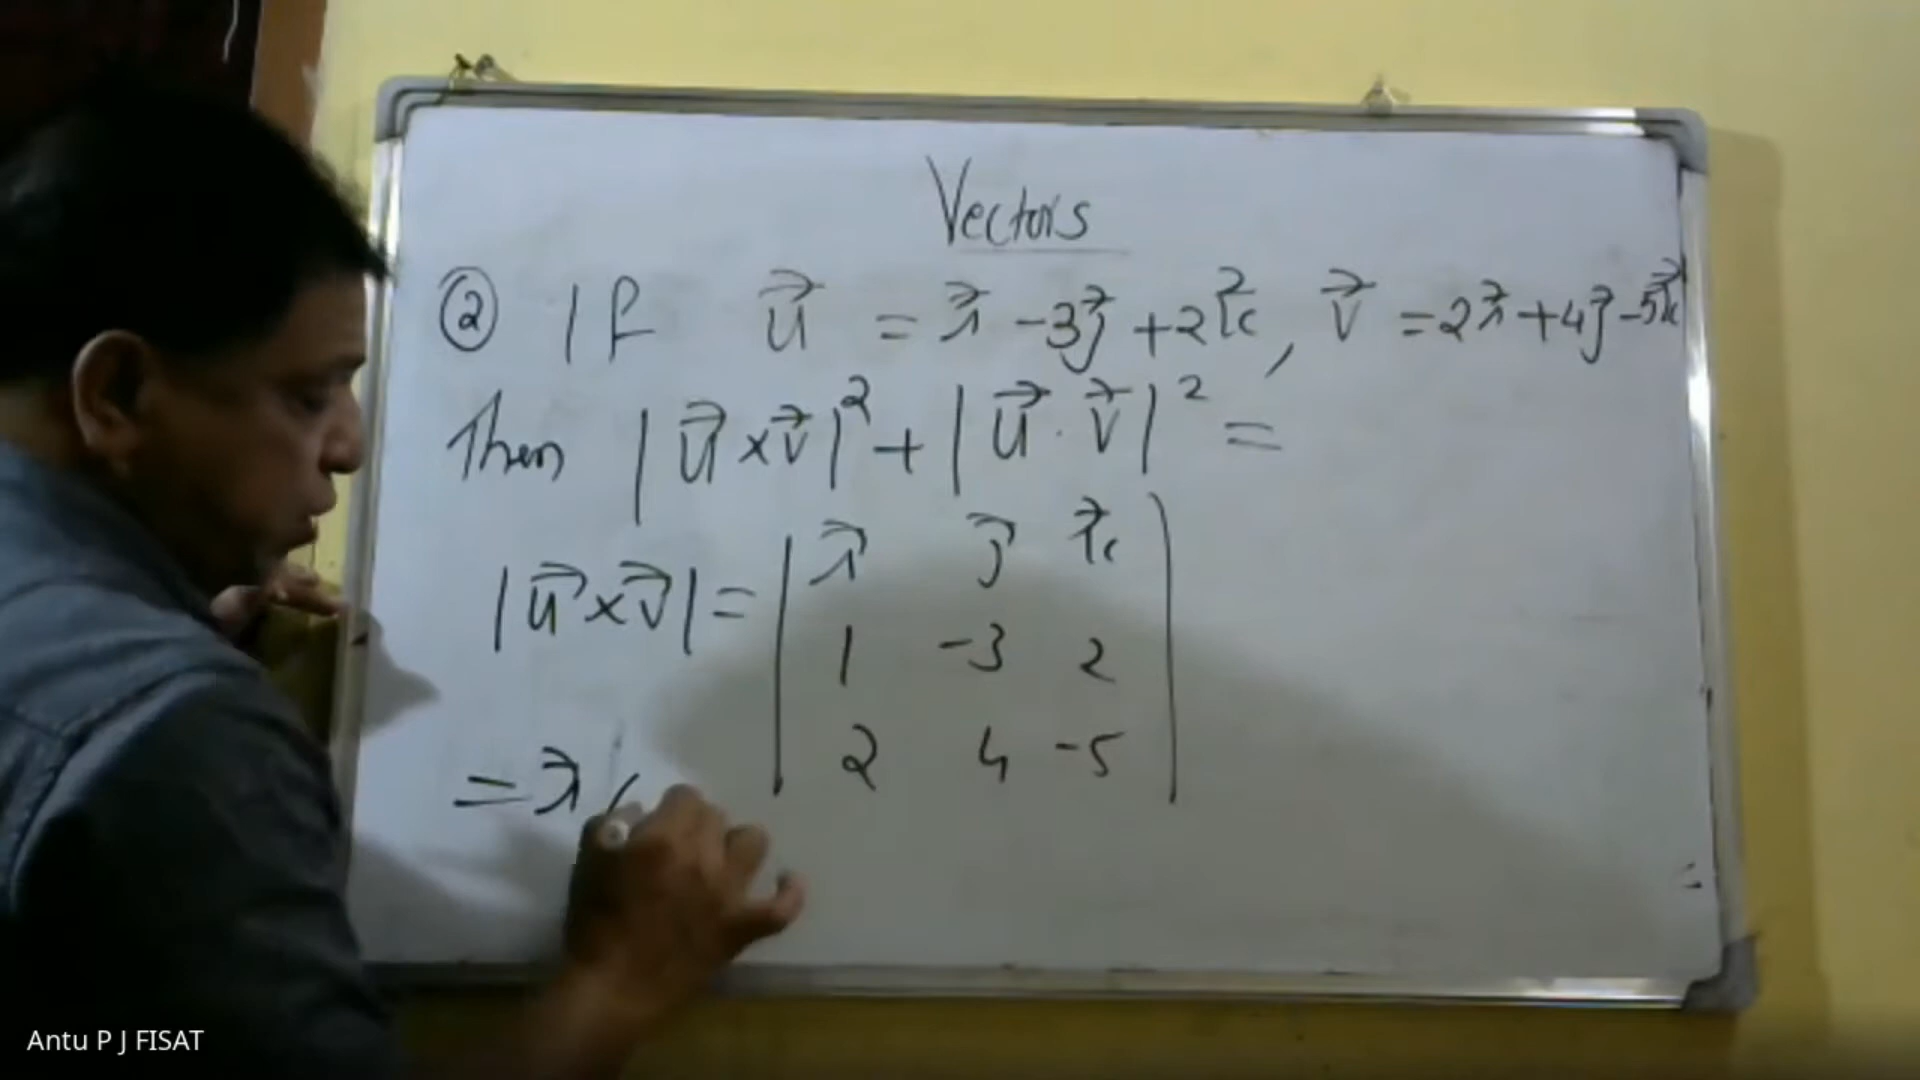 Vectors
② If u⃗ = i⃗ - 3j⃗ + 2k⃗, v⃗ = 2i⃗ + 4j⃗ - 5k⃗
Then |u⃗ × v⃗|² + |u⃗ . v⃗|² =
|u⃗ × v⃗| = | i⃗ j⃗ k⃗ |
1 -3 2
2 4 -5
= i⃗ (
Antu P J FISAT